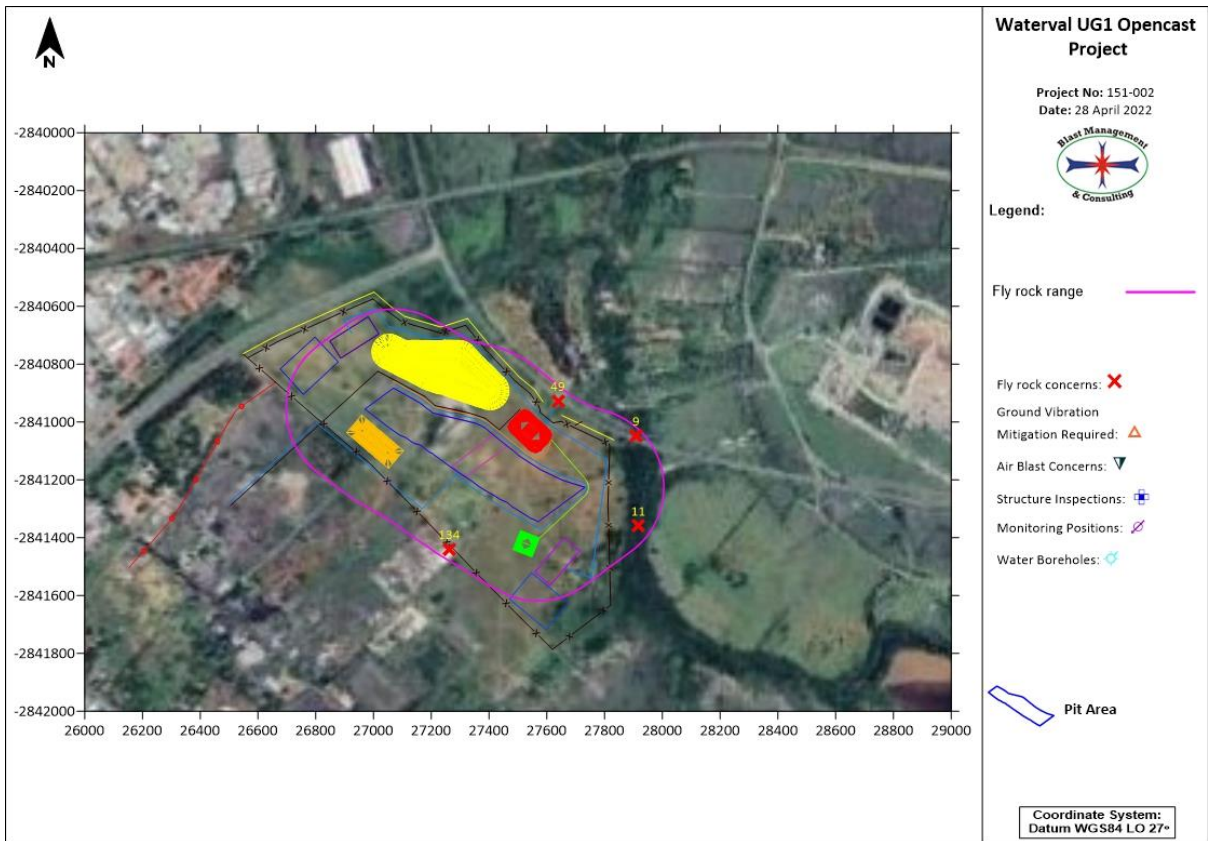 Waterval UG1 Opencast
Project
Project No: 151-002
Date: 28 April 2022
Blast Management
& Consulting
Legend:
Fly rock range
Fly rock concerns:
Ground Vibration
Mitigation Required:
Air Blast Concerns:
Structure Inspections:
Monitoring Positions:
Water Boreholes:
Pit Area
Coordinate System:
Datum WGS84 LO 27°
N
-2840000
-2840200
-2840400
-2840600
-2840800
-2841000
-2841200
-2841400
-2841600
-2841800
-2842000
26000 26200 26400 26600 26800 27000 27200 27400 27600 27800 28000 28200 28400 28600 28800 29000
49
9
11
134